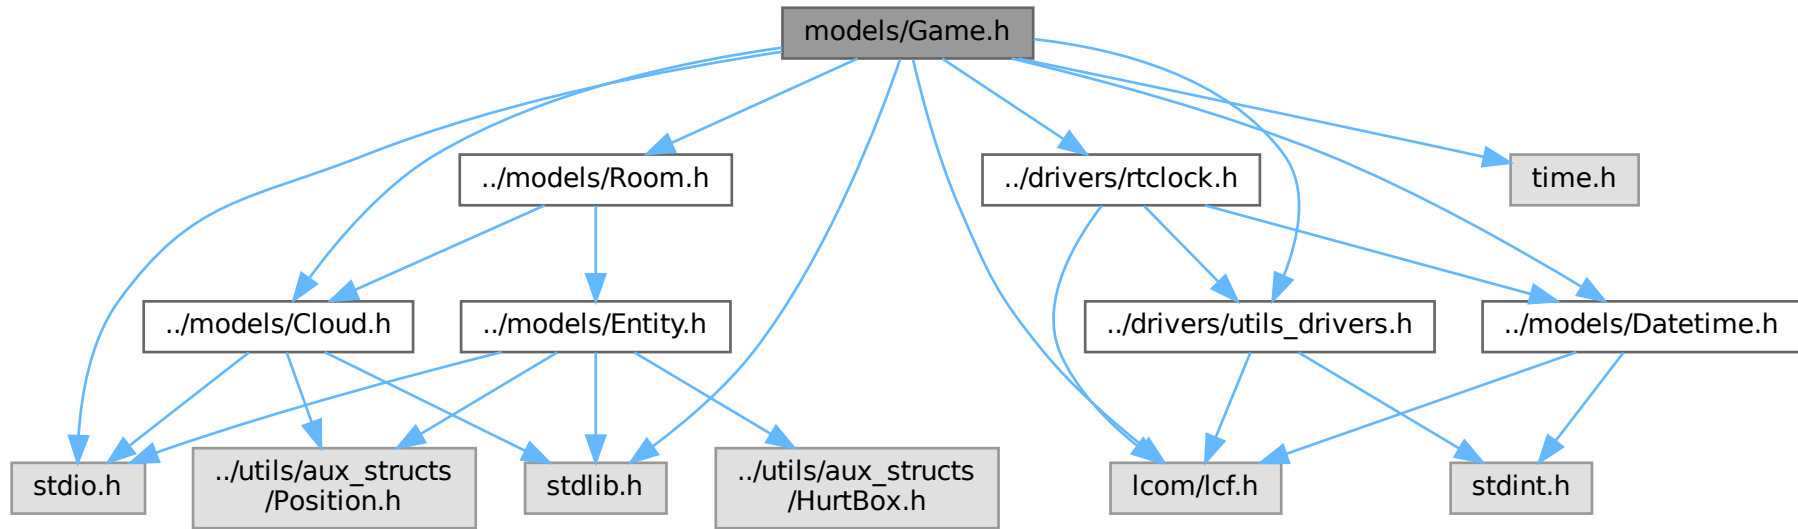 models/Game.h
../models/Room.h
../drivers/rtclock.h
time.h
../models/Cloud.h
../models/Entity.h
../drivers/utils_drivers.h
../models/Datetime.h
stdio.h
../utils/aux_structs
/Position.h
stdlib.h
../utils/aux_structs
/HurtBox.h
lcom/lcf.h
stdint.h